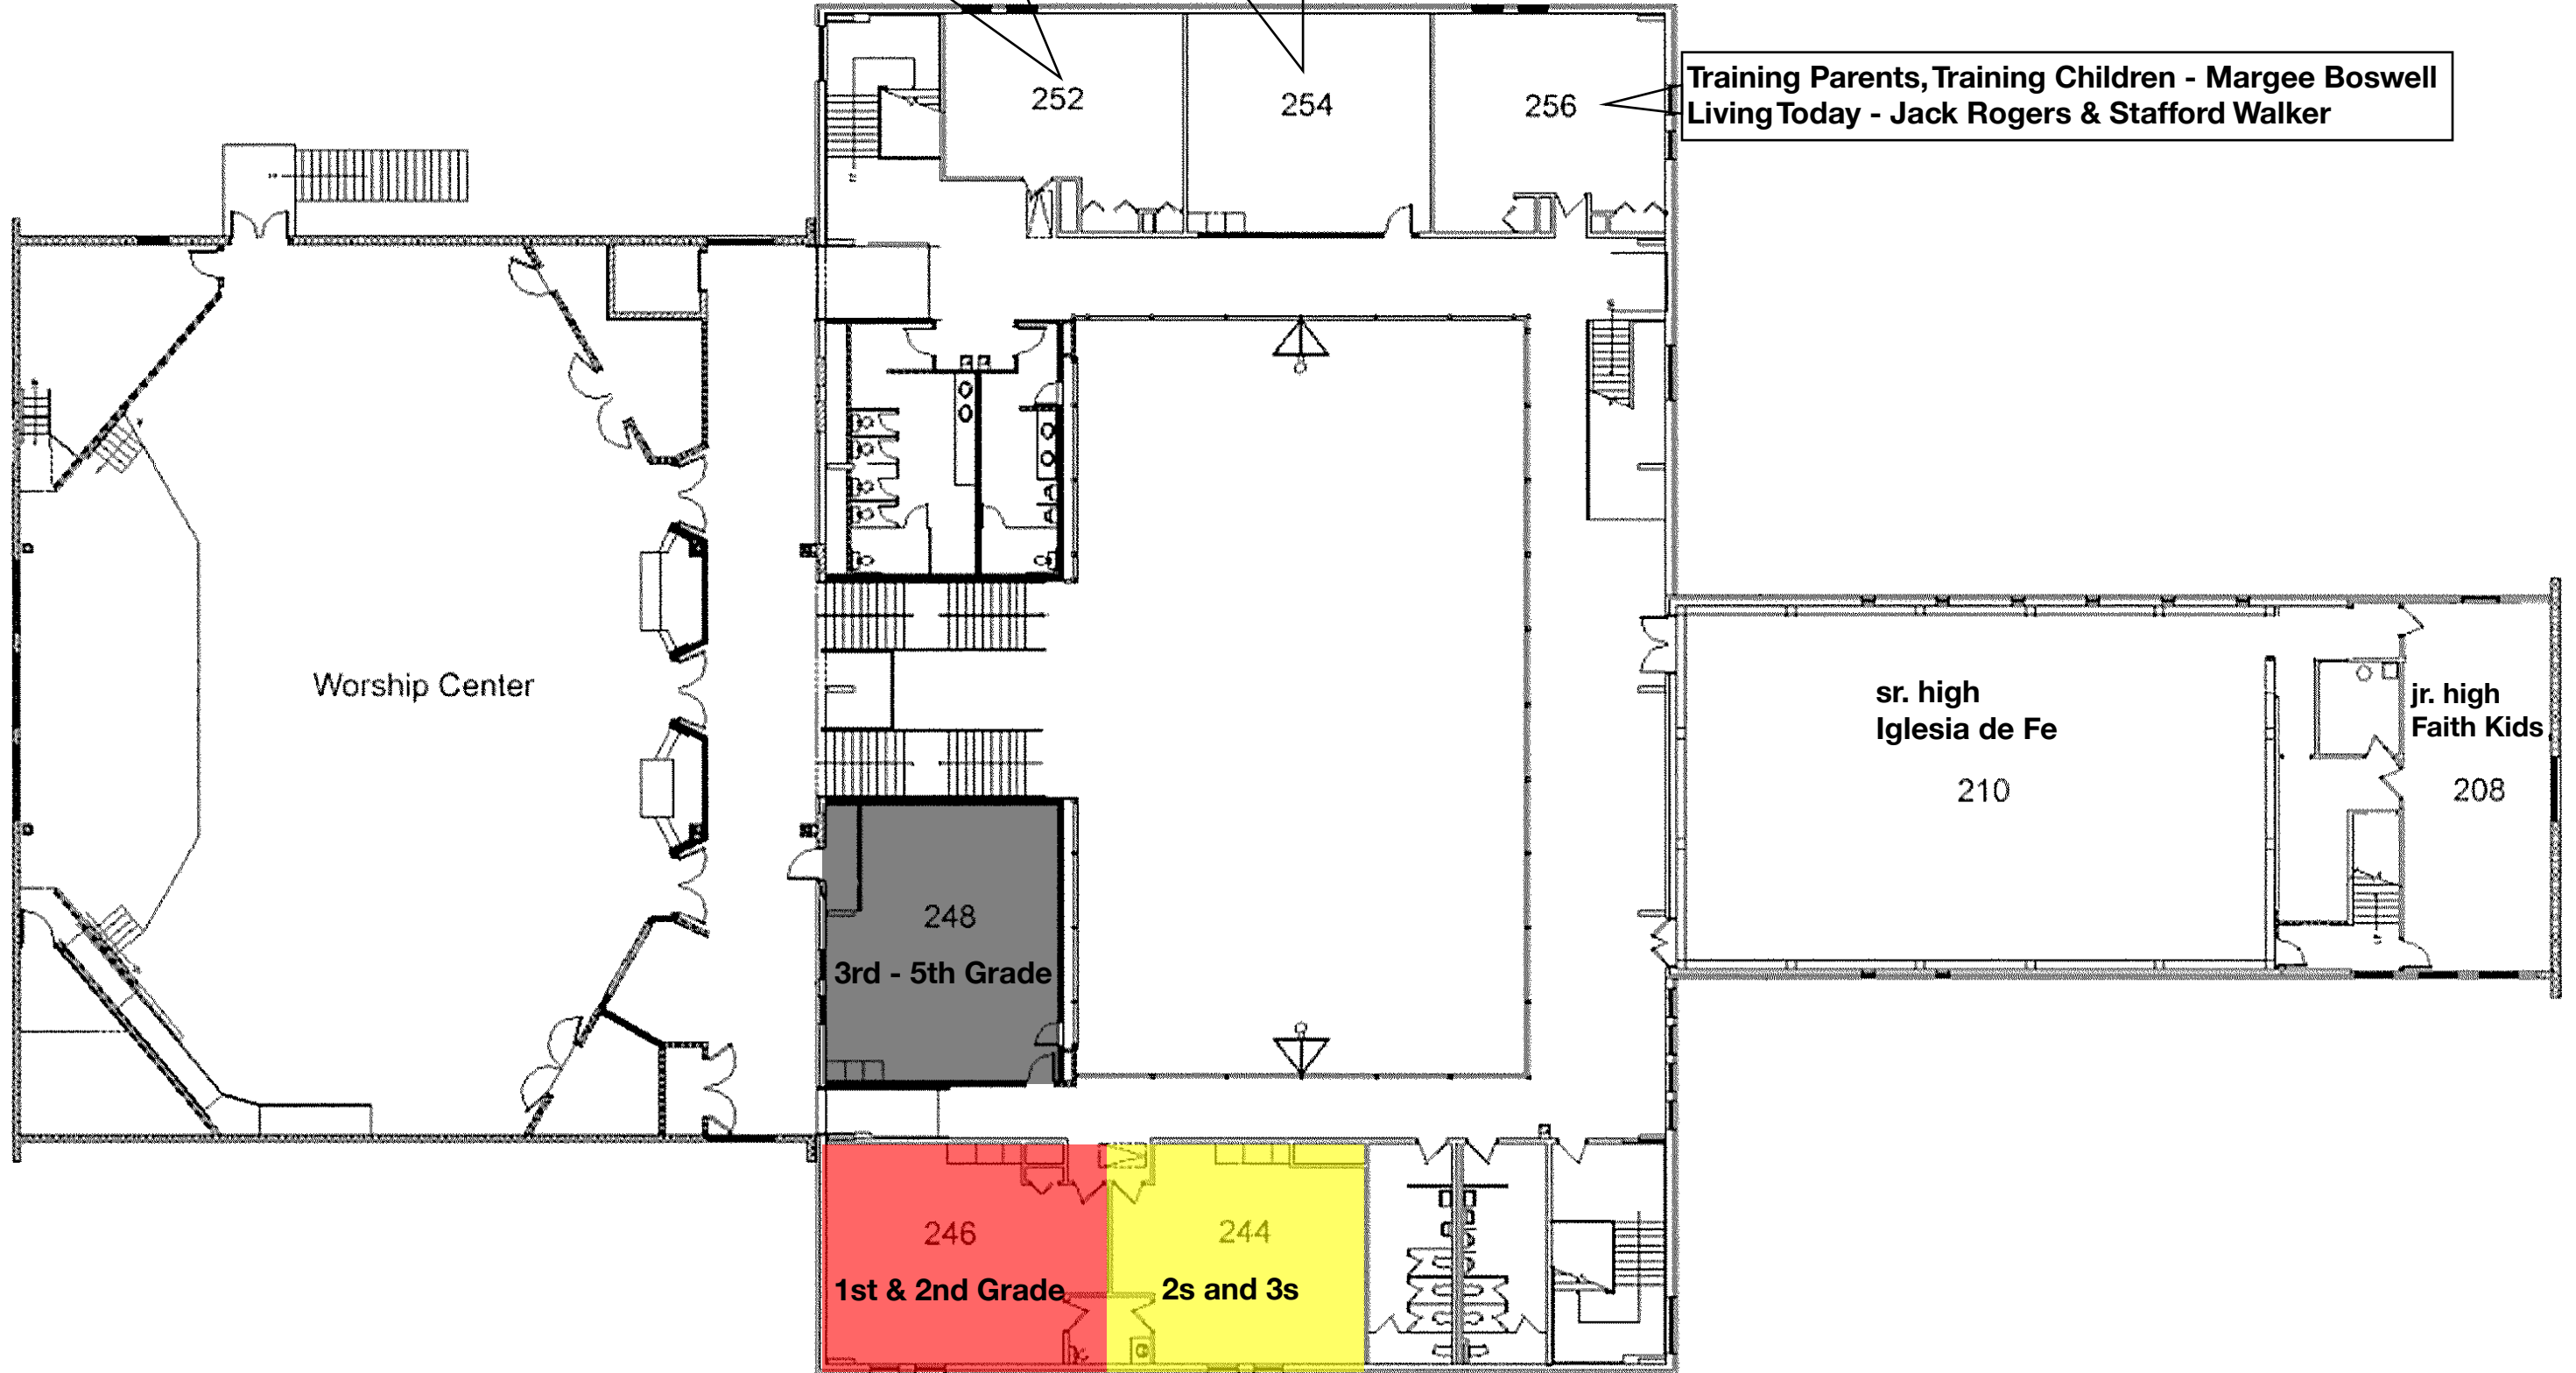 252
254
256
Training Parents, Training Children - Margee Boswell
Living Today - Jack Rogers & Stafford Walker
Worship Center
sr. high
Iglesia de Fe
210
jr. high
Faith Kids
208
248
3rd - 5th Grade
246
1st & 2nd Grade
244
2s and 3s